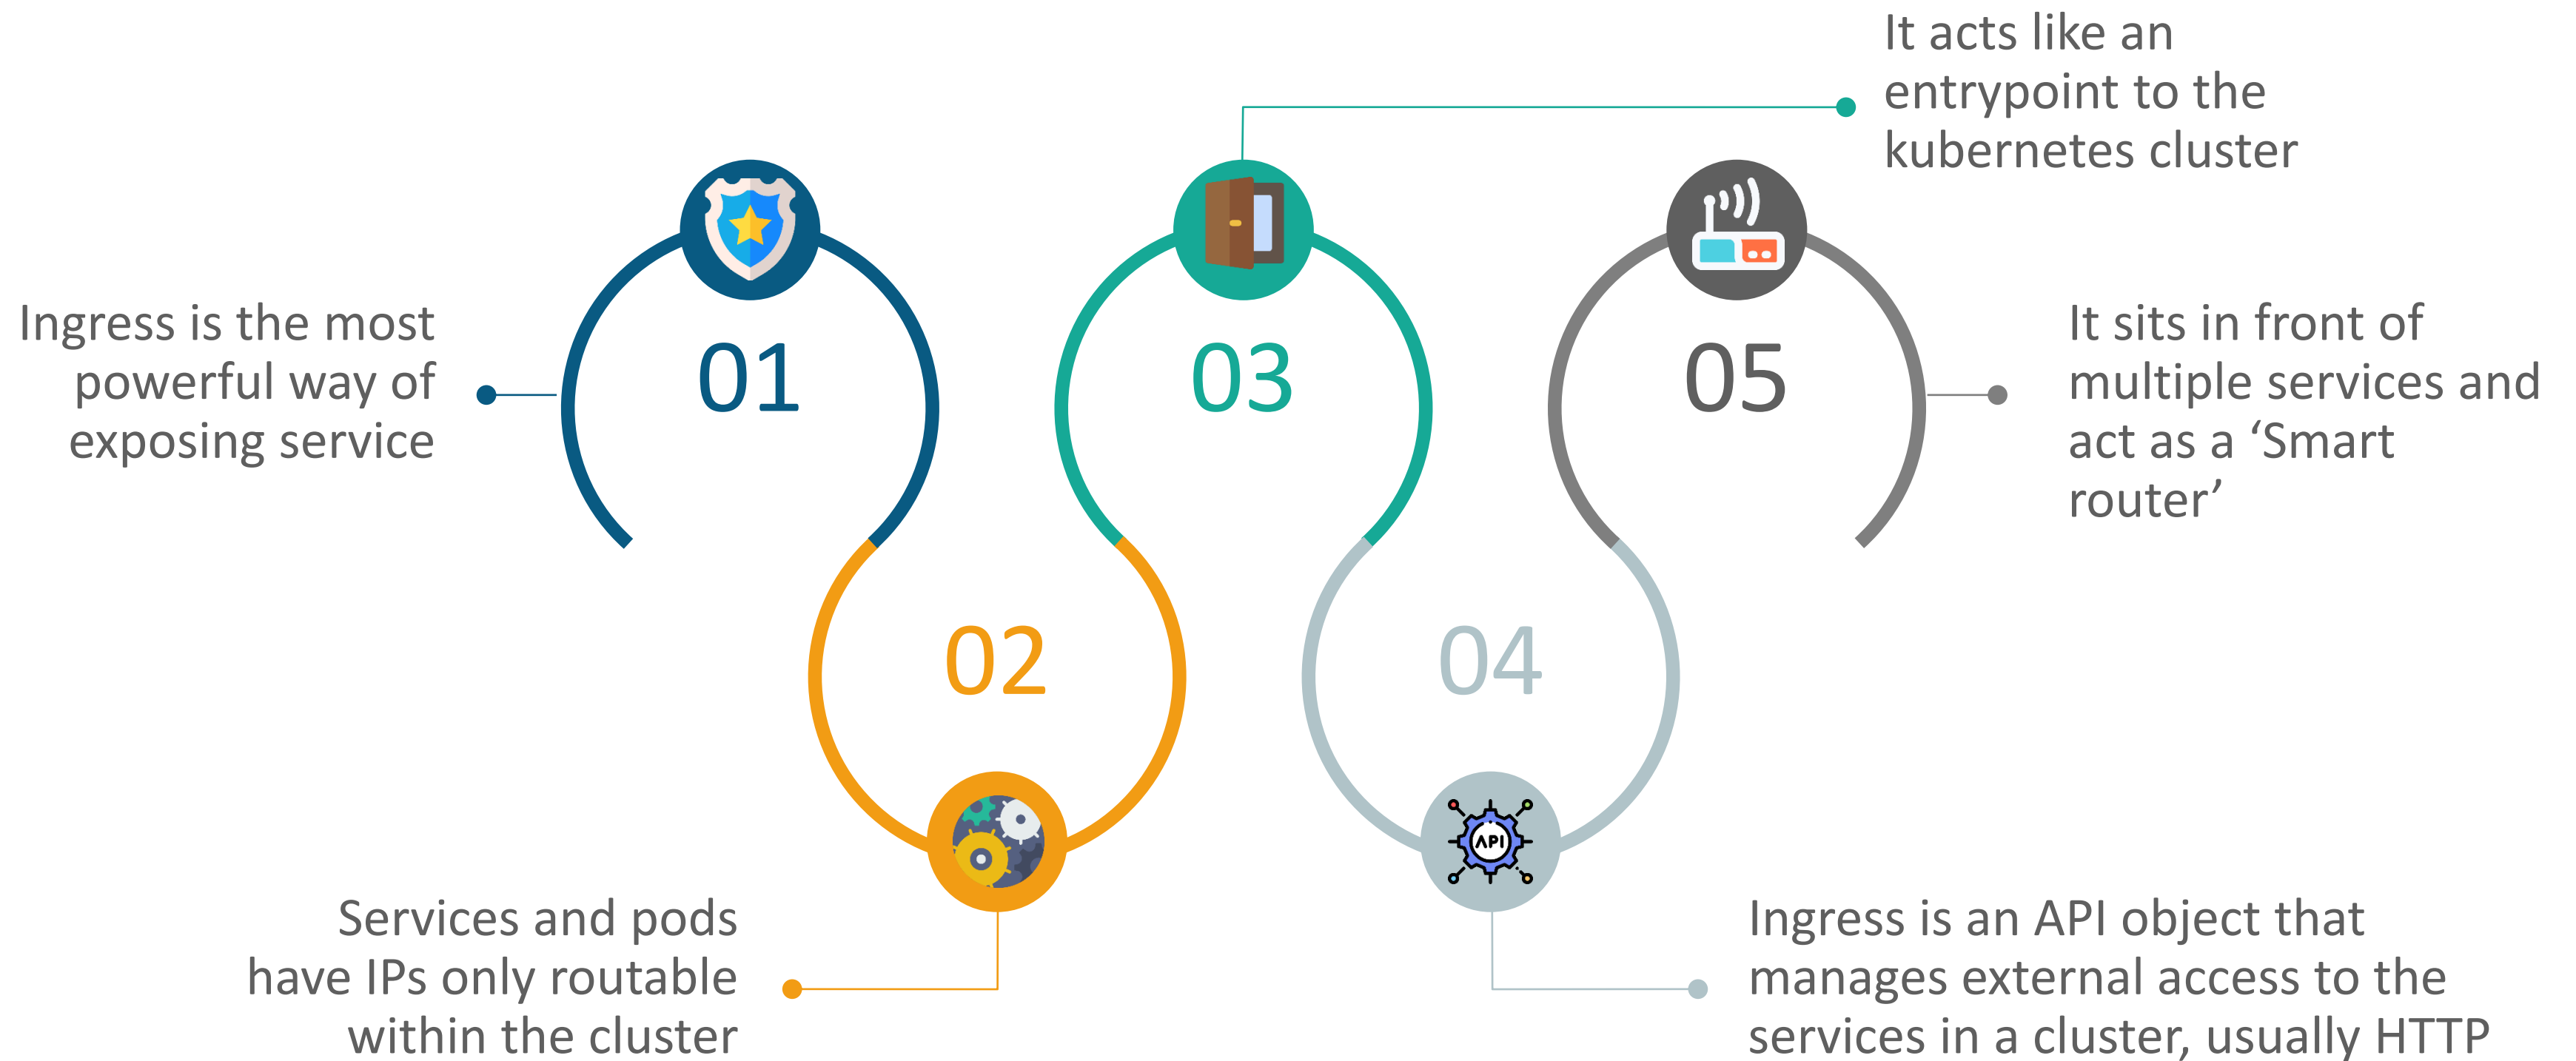 01
Ingress is the most
powerful way of
exposing service
02
Services and pods
have IPs only routable
within the cluster
03
It acts like an
entrypoint to the
kubernetes cluster
04
API
Ingress is an API object that
manages external access to the
services in a cluster, usually HTTP
05
It sits in front of
multiple services and
act as a ‘Smart
router’